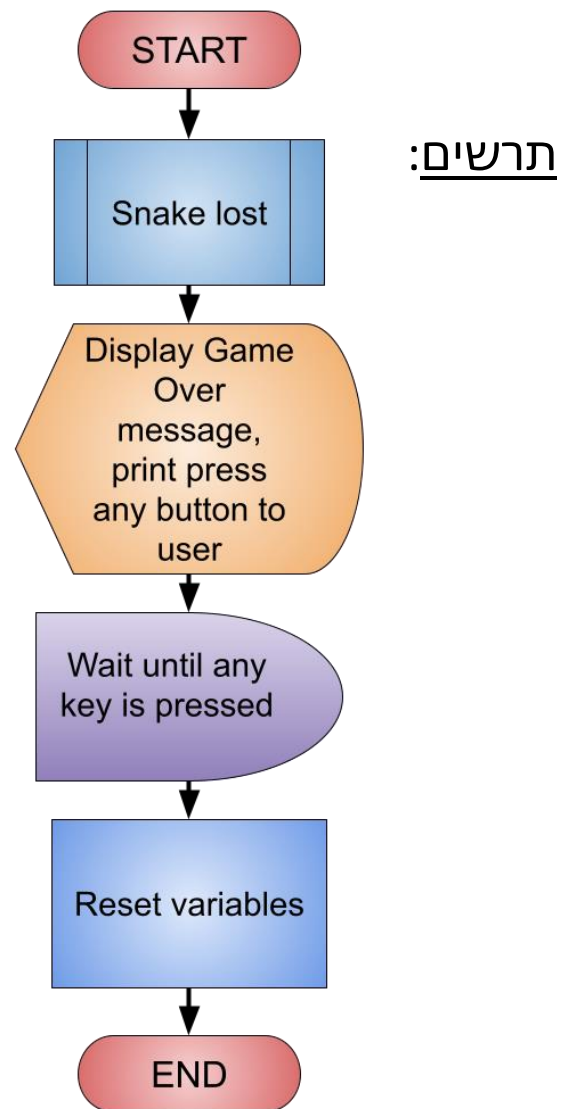 START
תרשים:
Snake lost
Display Game
Over
message,
print press
any button to
user
Wait until any
key is pressed
Reset variables
END